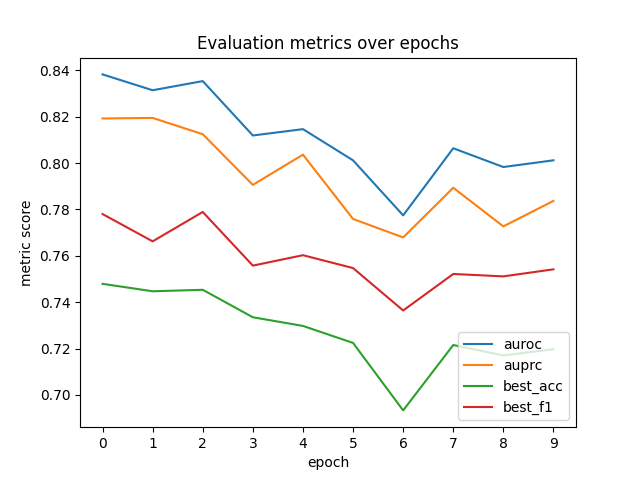 Evaluation metrics over epochs
metric score
0.84
0.82
0.80
0.78
0.76
0.74
0.72
0.70
auroc
auprc
best_acc
best_f1
0 1 2 3 4 5 6 7 8 9
epoch